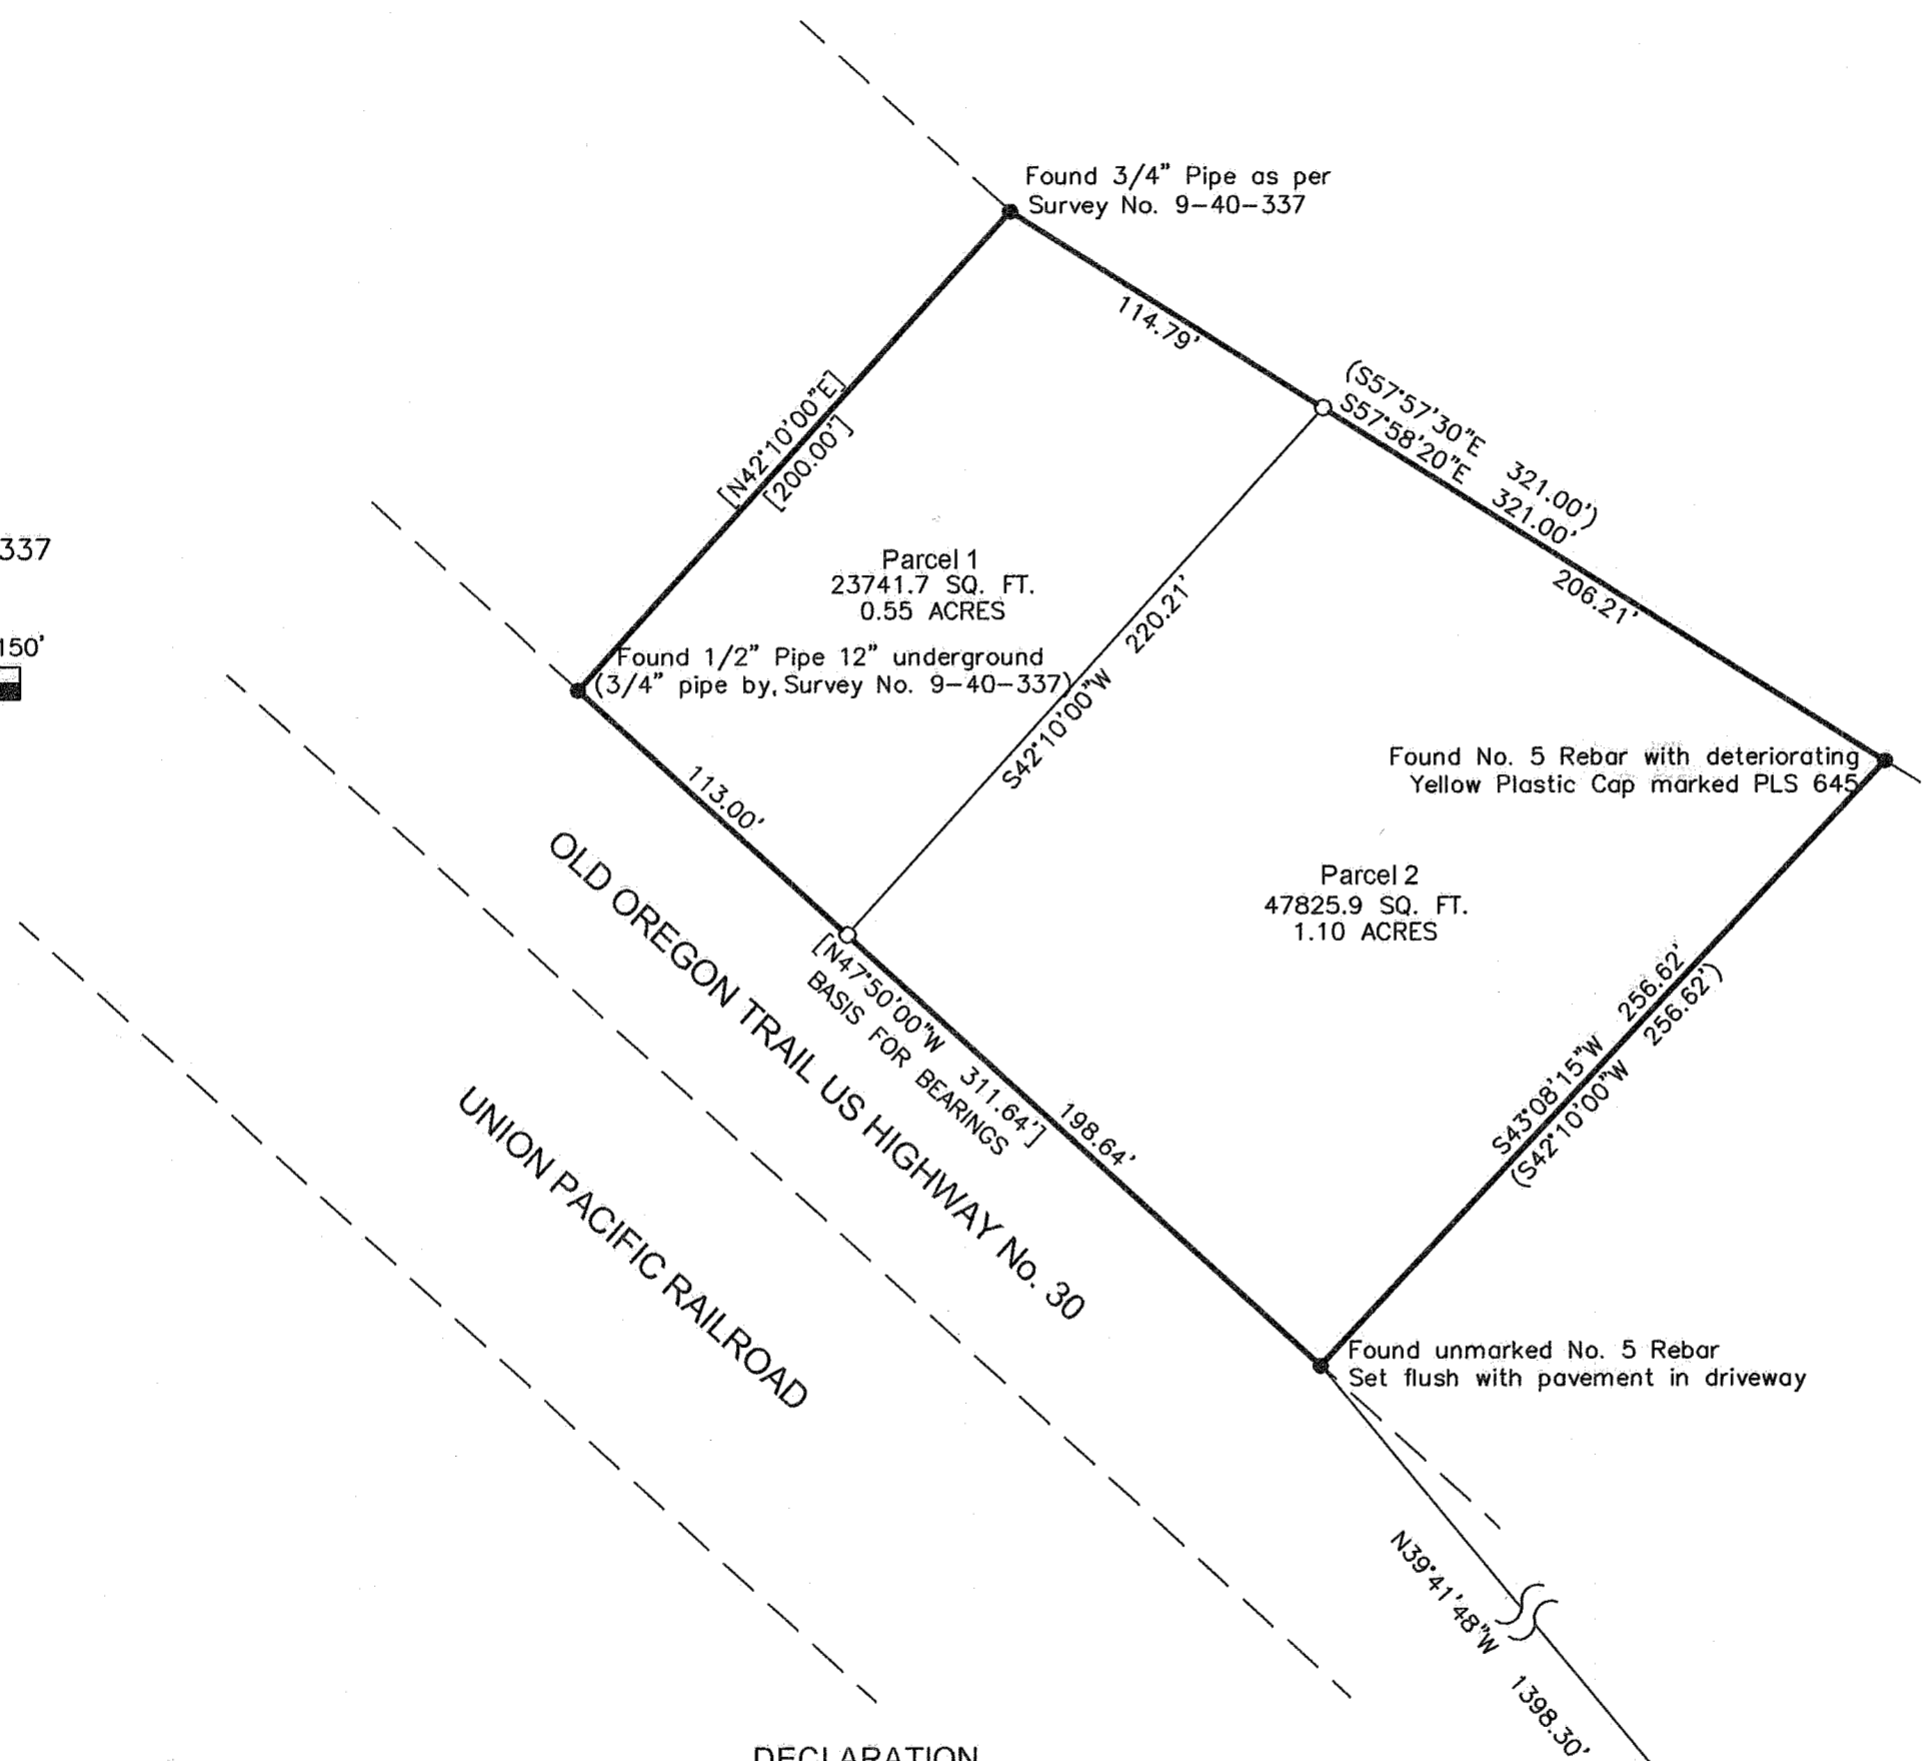 Found 3/4" Pipe as per
Survey No. 9-40-337
114.79'
(S57°57'30"E 321.00')
S57°58'20"E 321.00'
206.21'
[N42°10'00"E]
[200.00']
337
150'
Parcel 1
23741.7 SQ. FT.
0.55 ACRES
S42°10'00"W 220.21'
Found 1/2" Pipe 12" underground
(3/4" pipe by, Survey No. 9-40-337)
113.00'
Found No. 5 Rebar with deteriorating
Yellow Plastic Cap marked PLS 645
Parcel 2
47825.9 SQ. FT.
1.10 ACRES
[N47°50'00"W 311.64']
BASIS FOR BEARINGS
198.64'
S43°08'15"W 256.62'
(S42°10'00"W 256.62')
OLD OREGON TRAIL US HIGHWAY No. 30
UNION PACIFIC RAILROAD
Found unmarked No. 5 Rebar
Set flush with pavement in driveway
N39°41'48"W 1398.30'
DECLARATION